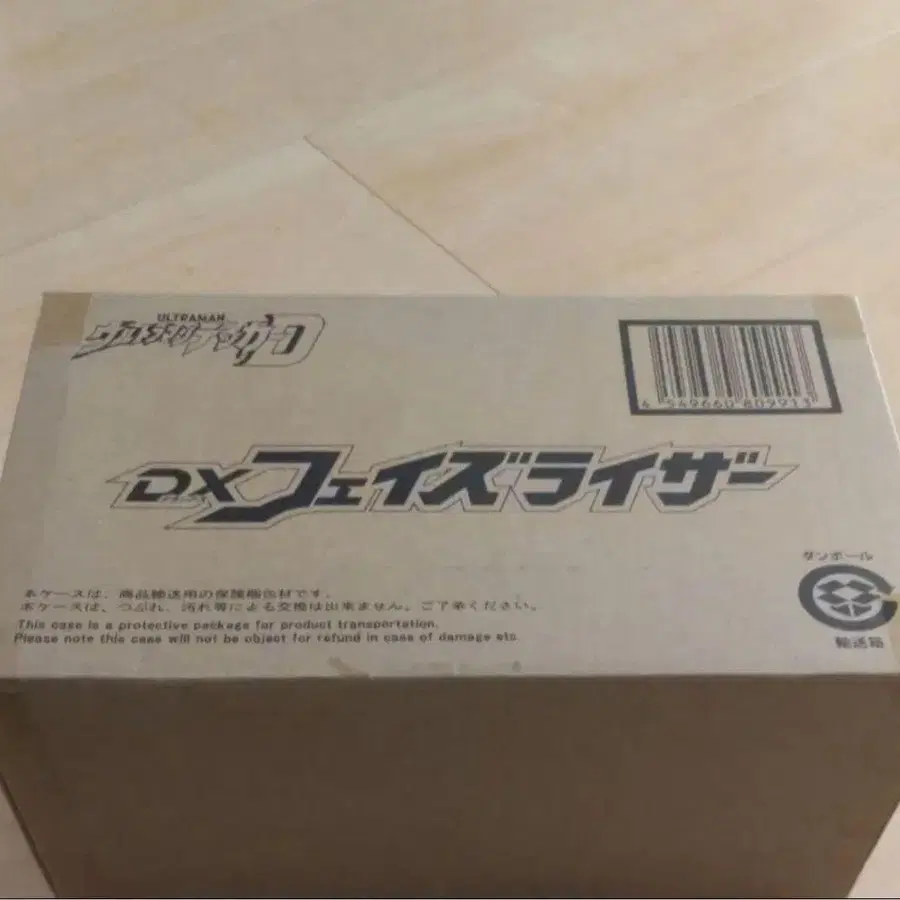 ULTRAMAN
ウルトラマンデッカー
4 549660 809913
DXフェイズライザー
ダンボール
輸送箱
本ケースは、商品輸送用の保護梱包材です。
本ケースは、つぶれ、汚れ等による交換は出来ません。ご了承ください。
This case is a protective package for product transportation.
Please note this case will not be object for refund in case of damage etc.